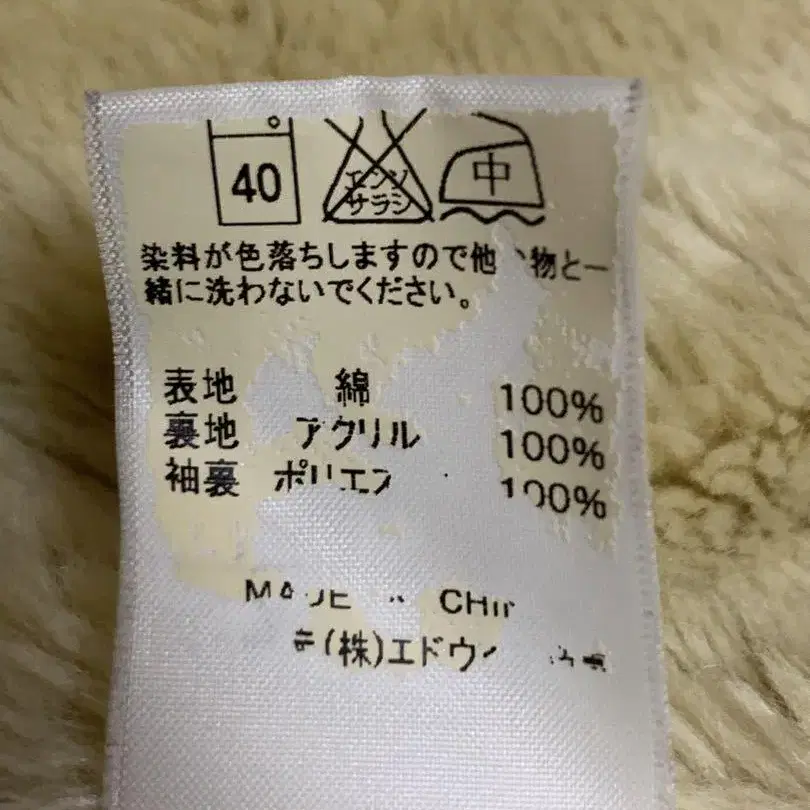 40 エンソ サラシ 中
染料が色落ちしますので他 物と一
緒に洗わないでください。
表地 綿 100%
裏地 アクリル 100%
袖裏 100%
(株)エドウ